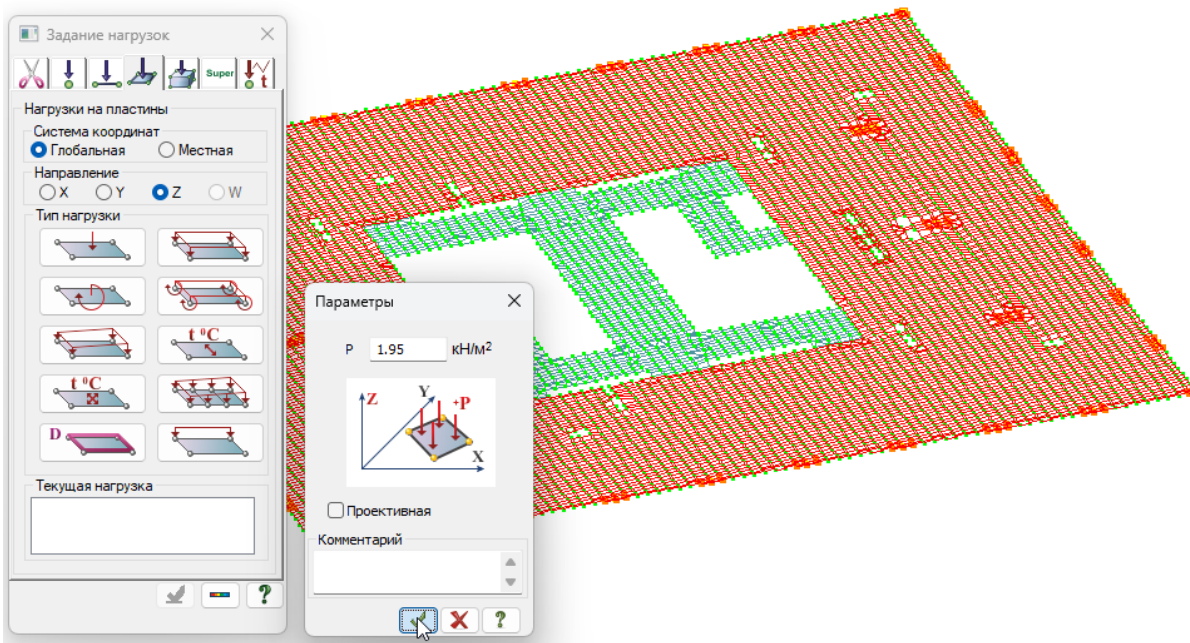 Задание нагрузок
Super
t
Нагрузки на пластины
Система координат
Глобальная
Местная
Направление
X
Y
Z
W
Тип нагрузки
t ⁰C
t ⁰C
D
Текущая нагрузка
?
Параметры
P 1.95 кН/м²
Z
Y
+P
X
Проективная
Комментарий
?